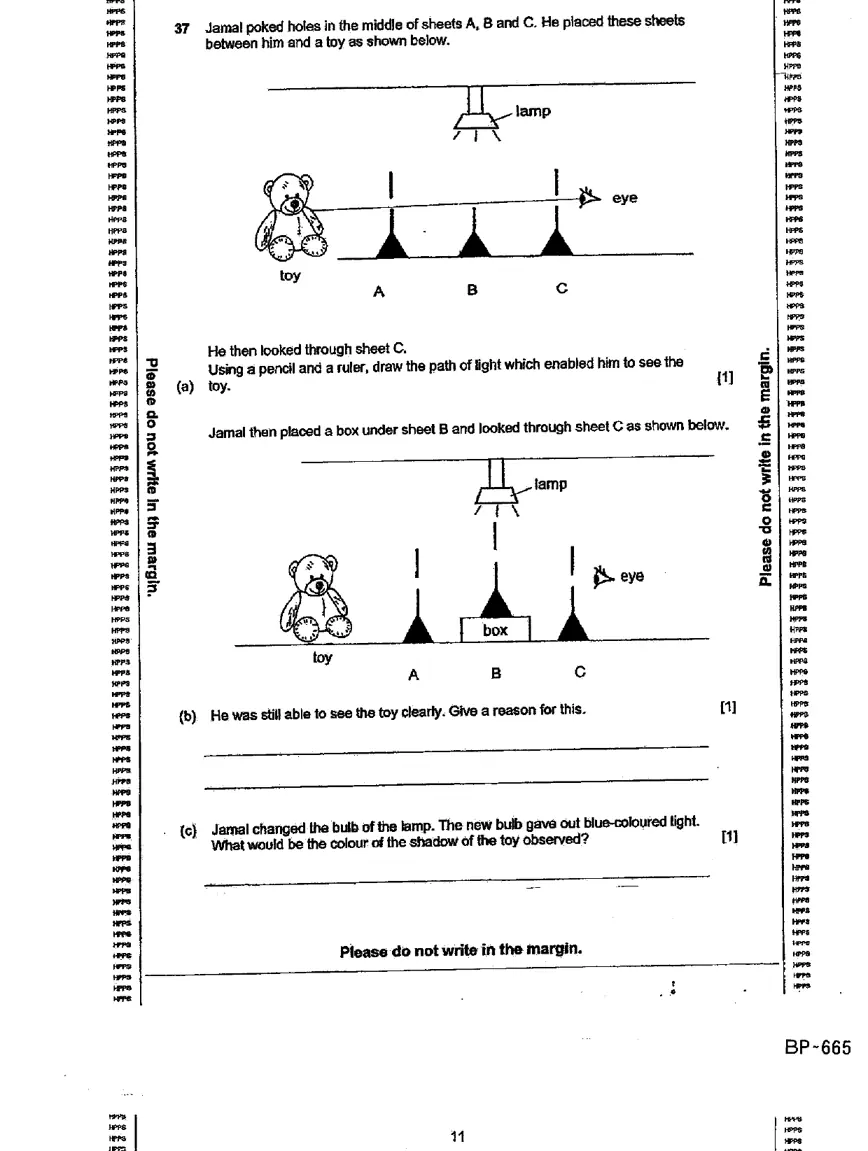 37 Jamal poked holes in the middle of sheets A, B and C. He placed these sheets
between him and a toy as shown below.
lamp
eye
toy
A B C
He then looked through sheet C.
Using a pencil and a ruler, draw the path of light which enabled him to see the
(a) toy. [1]
Jamal then placed a box under sheet B and looked through sheet C as shown below.
lamp
eye
box
toy
A B C
(b) He was still able to see the toy clearly. Give a reason for this. [1]
(c) Jamal changed the bulb of the lamp. The new bulb gave out blue-coloured light.
What would be the colour of the shadow of the toy observed? [1]
Please do not write in the margin.
Please do not write in the margin.
Please do not write in the margin.
BP-665
11